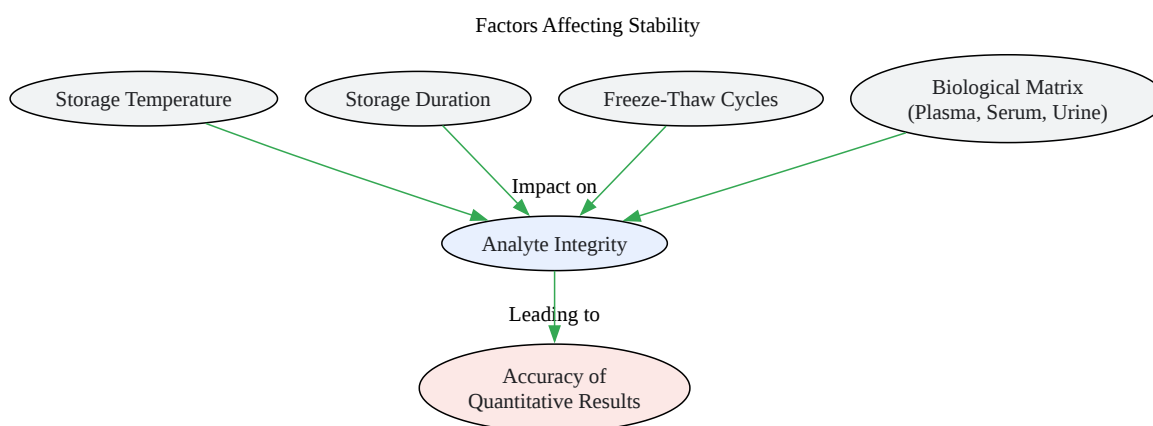 Factors Affecting Stability
Storage Temperature
Storage Duration
Freeze-Thaw Cycles
Biological Matrix
(Plasma, Serum, Urine)
Impact on
Analyte Integrity
Leading to
Accuracy of
Quantitative Results